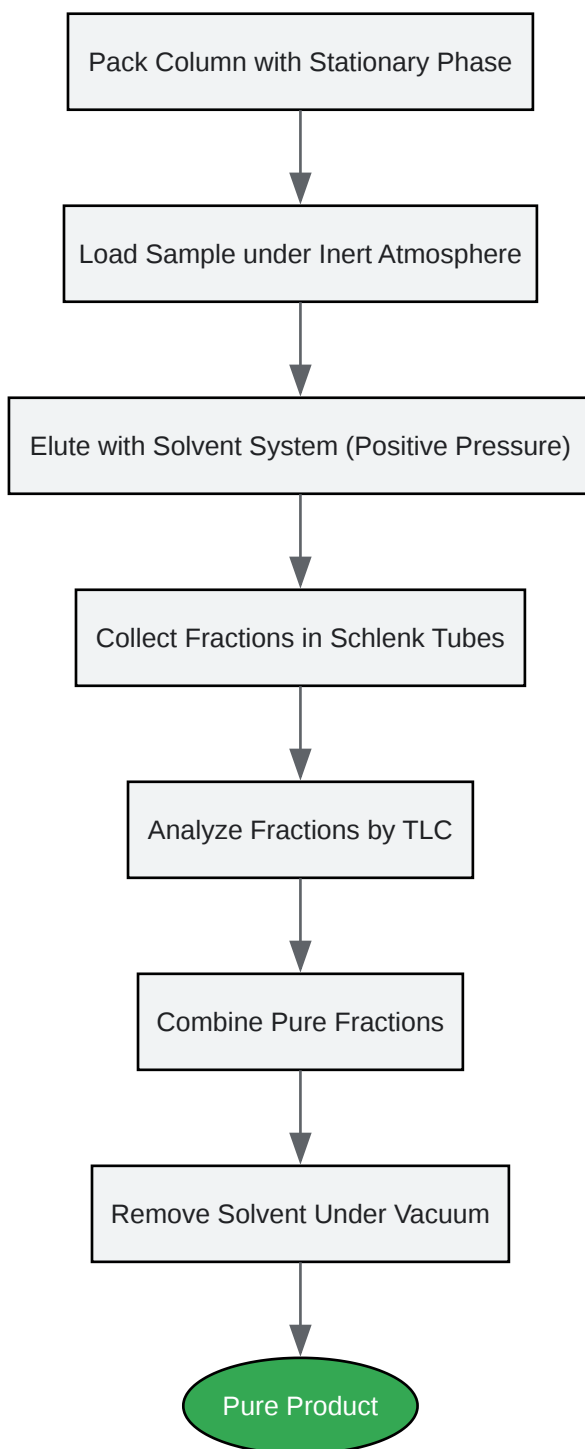 Pack Column with Stationary Phase
Load Sample under Inert Atmosphere
Elute with Solvent System (Positive Pressure)
Collect Fractions in Schlenk Tubes
Analyze Fractions by TLC
Combine Pure Fractions
Remove Solvent Under Vacuum
Pure Product